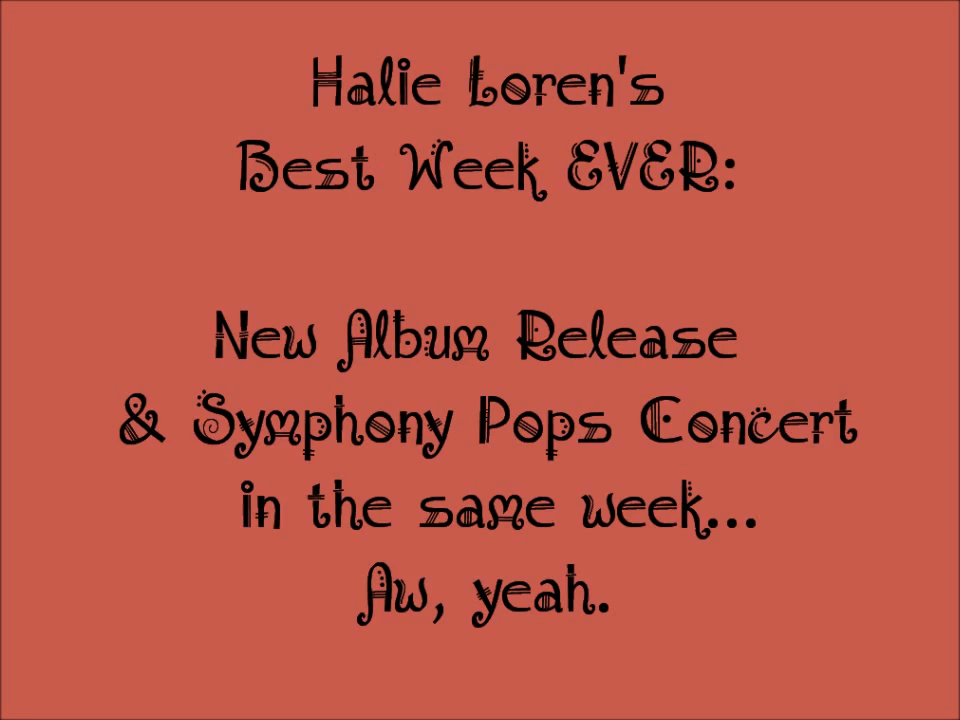 Halie Loren's
Best Week EVER:
New Album Release
& Symphony Pops Concert
in the same week...
Aw, yeah.